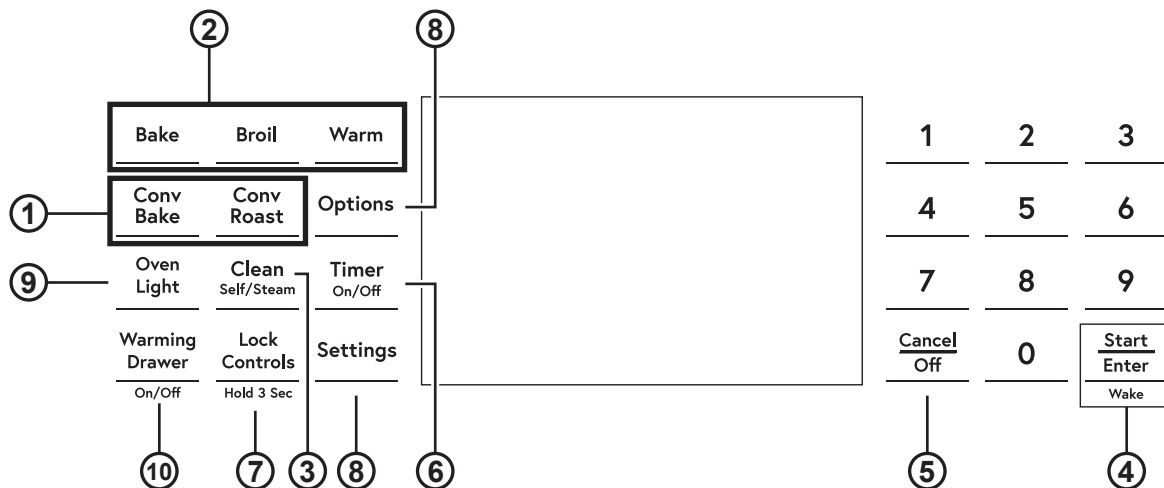 2
8
Bake Broil Warm
1 2 3
1
Conv Bake
Conv Roast
Options
4 5 6
9
Oven Light
Clean
Self/Steam
Timer
On/Off
7 8 9
Warming Drawer
On/Off
Lock Controls
Hold 3 Sec
Settings
Cancel
Off
0
Start
Enter
Wake
10 7 3 8 6 5 4